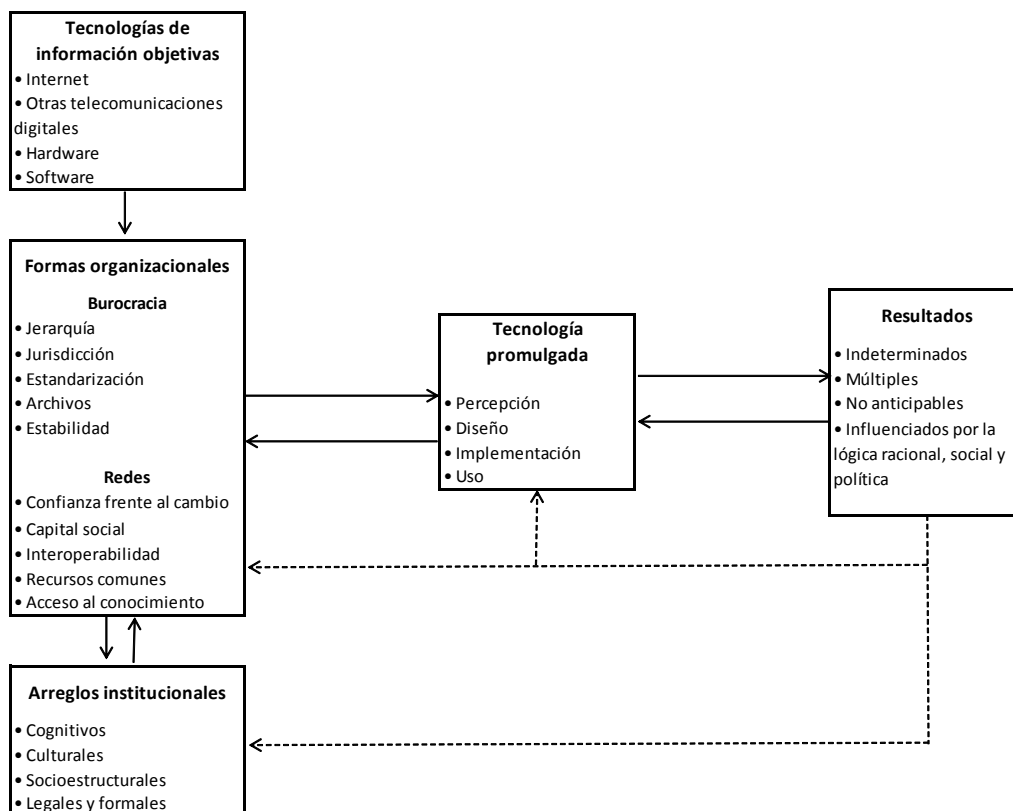 Tecnologías de
información objetivas
• Internet
• Otras telecomunicaciones
digitales
• Hardware
• Software
Formas organizacionales
Burocracia
• Jerarquía
• Jurisdicción
• Estandarización
• Archivos
• Estabilidad
Redes
• Confianza frente al cambio
• Capital social
• Interoperabilidad
• Recursos comunes
• Acceso al conocimiento
Arreglos institucionales
• Cognitivos
• Culturales
• Socioestructurales
• Legales y formales
Tecnología
promulgada
• Percepción
• Diseño
• Implementación
• Uso
Resultados
• Indeterminados
• Múltiples
• No anticipables
• Influenciados por la
lógica racional, social y
política